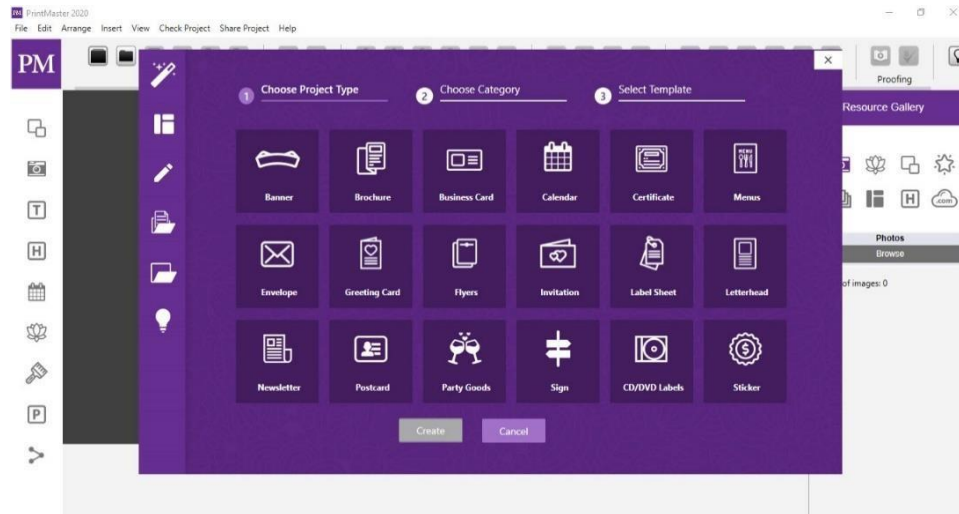 PrintMaster 2020
File Edit Arrange Insert View Check Project Share Project Help
PM
Proofing
Resource Gallery
1 Choose Project Type 2 Choose Category 3 Select Template
Banner Brochure Business Card Calendar Certificate MENU Menus
Envelope Greeting Card Flyers Invitation Label Sheet Letterhead
Newsletter Postcard Party Goods Sign CD/DVD Labels Sticker
Create Cancel
T
H
P
H .com
Photos
Browse
of images: 0